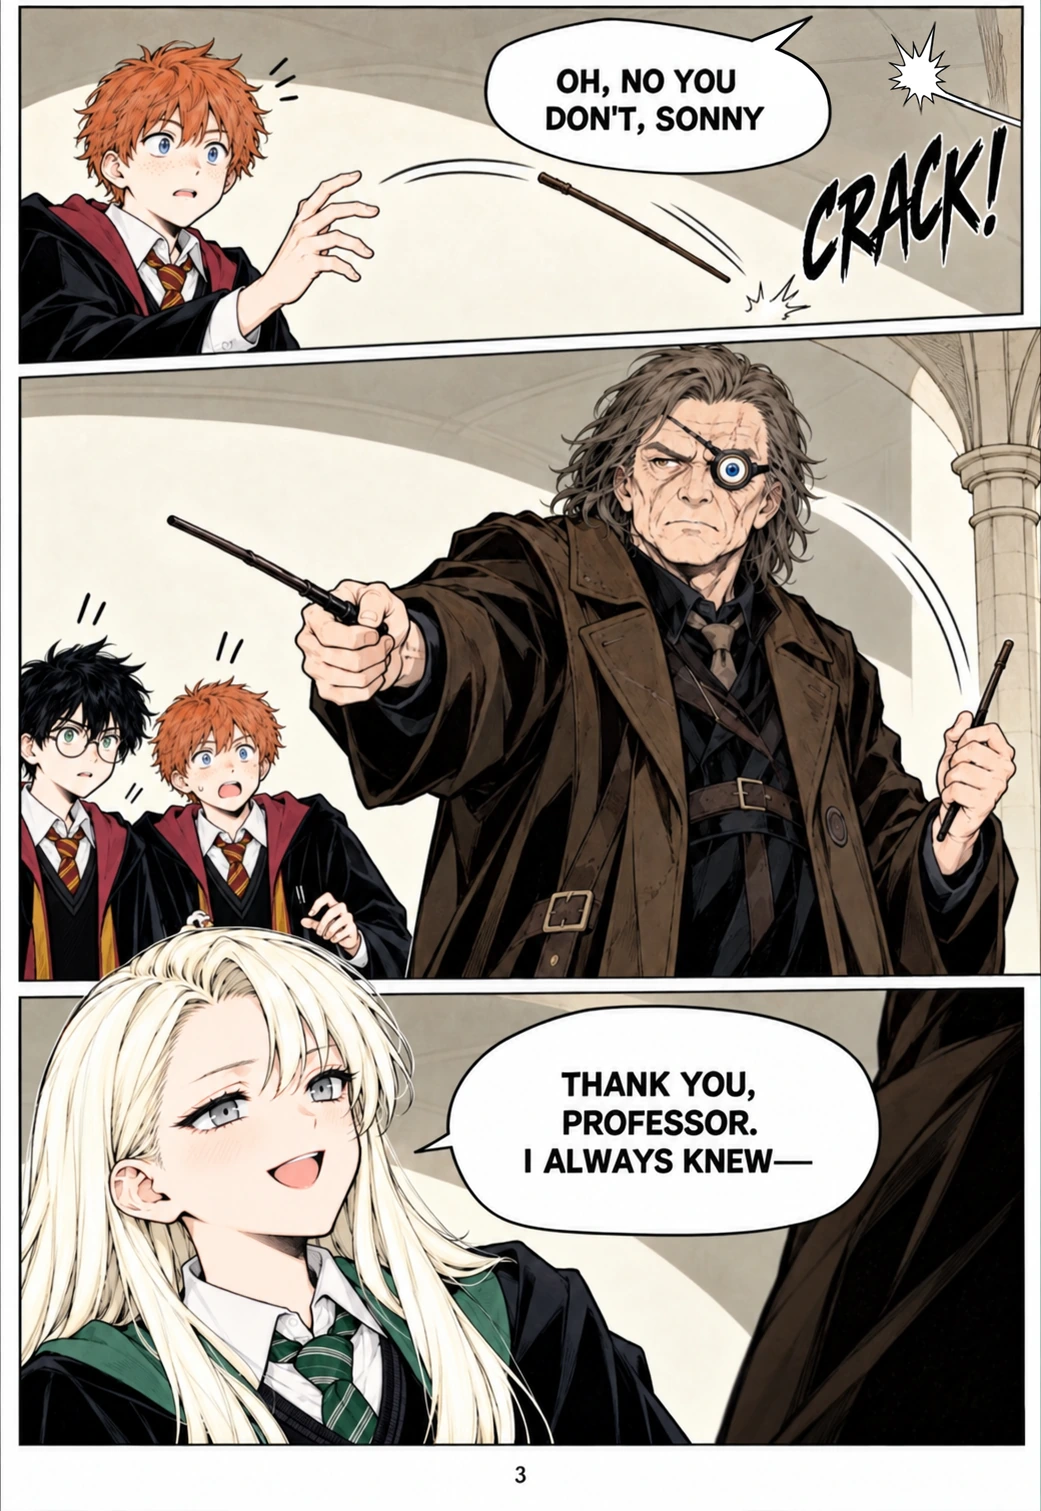 OH, NO YOU
DON'T, SONNY
CRACK!
THANK YOU,
PROFESSOR.
I ALWAYS KNEW—
3